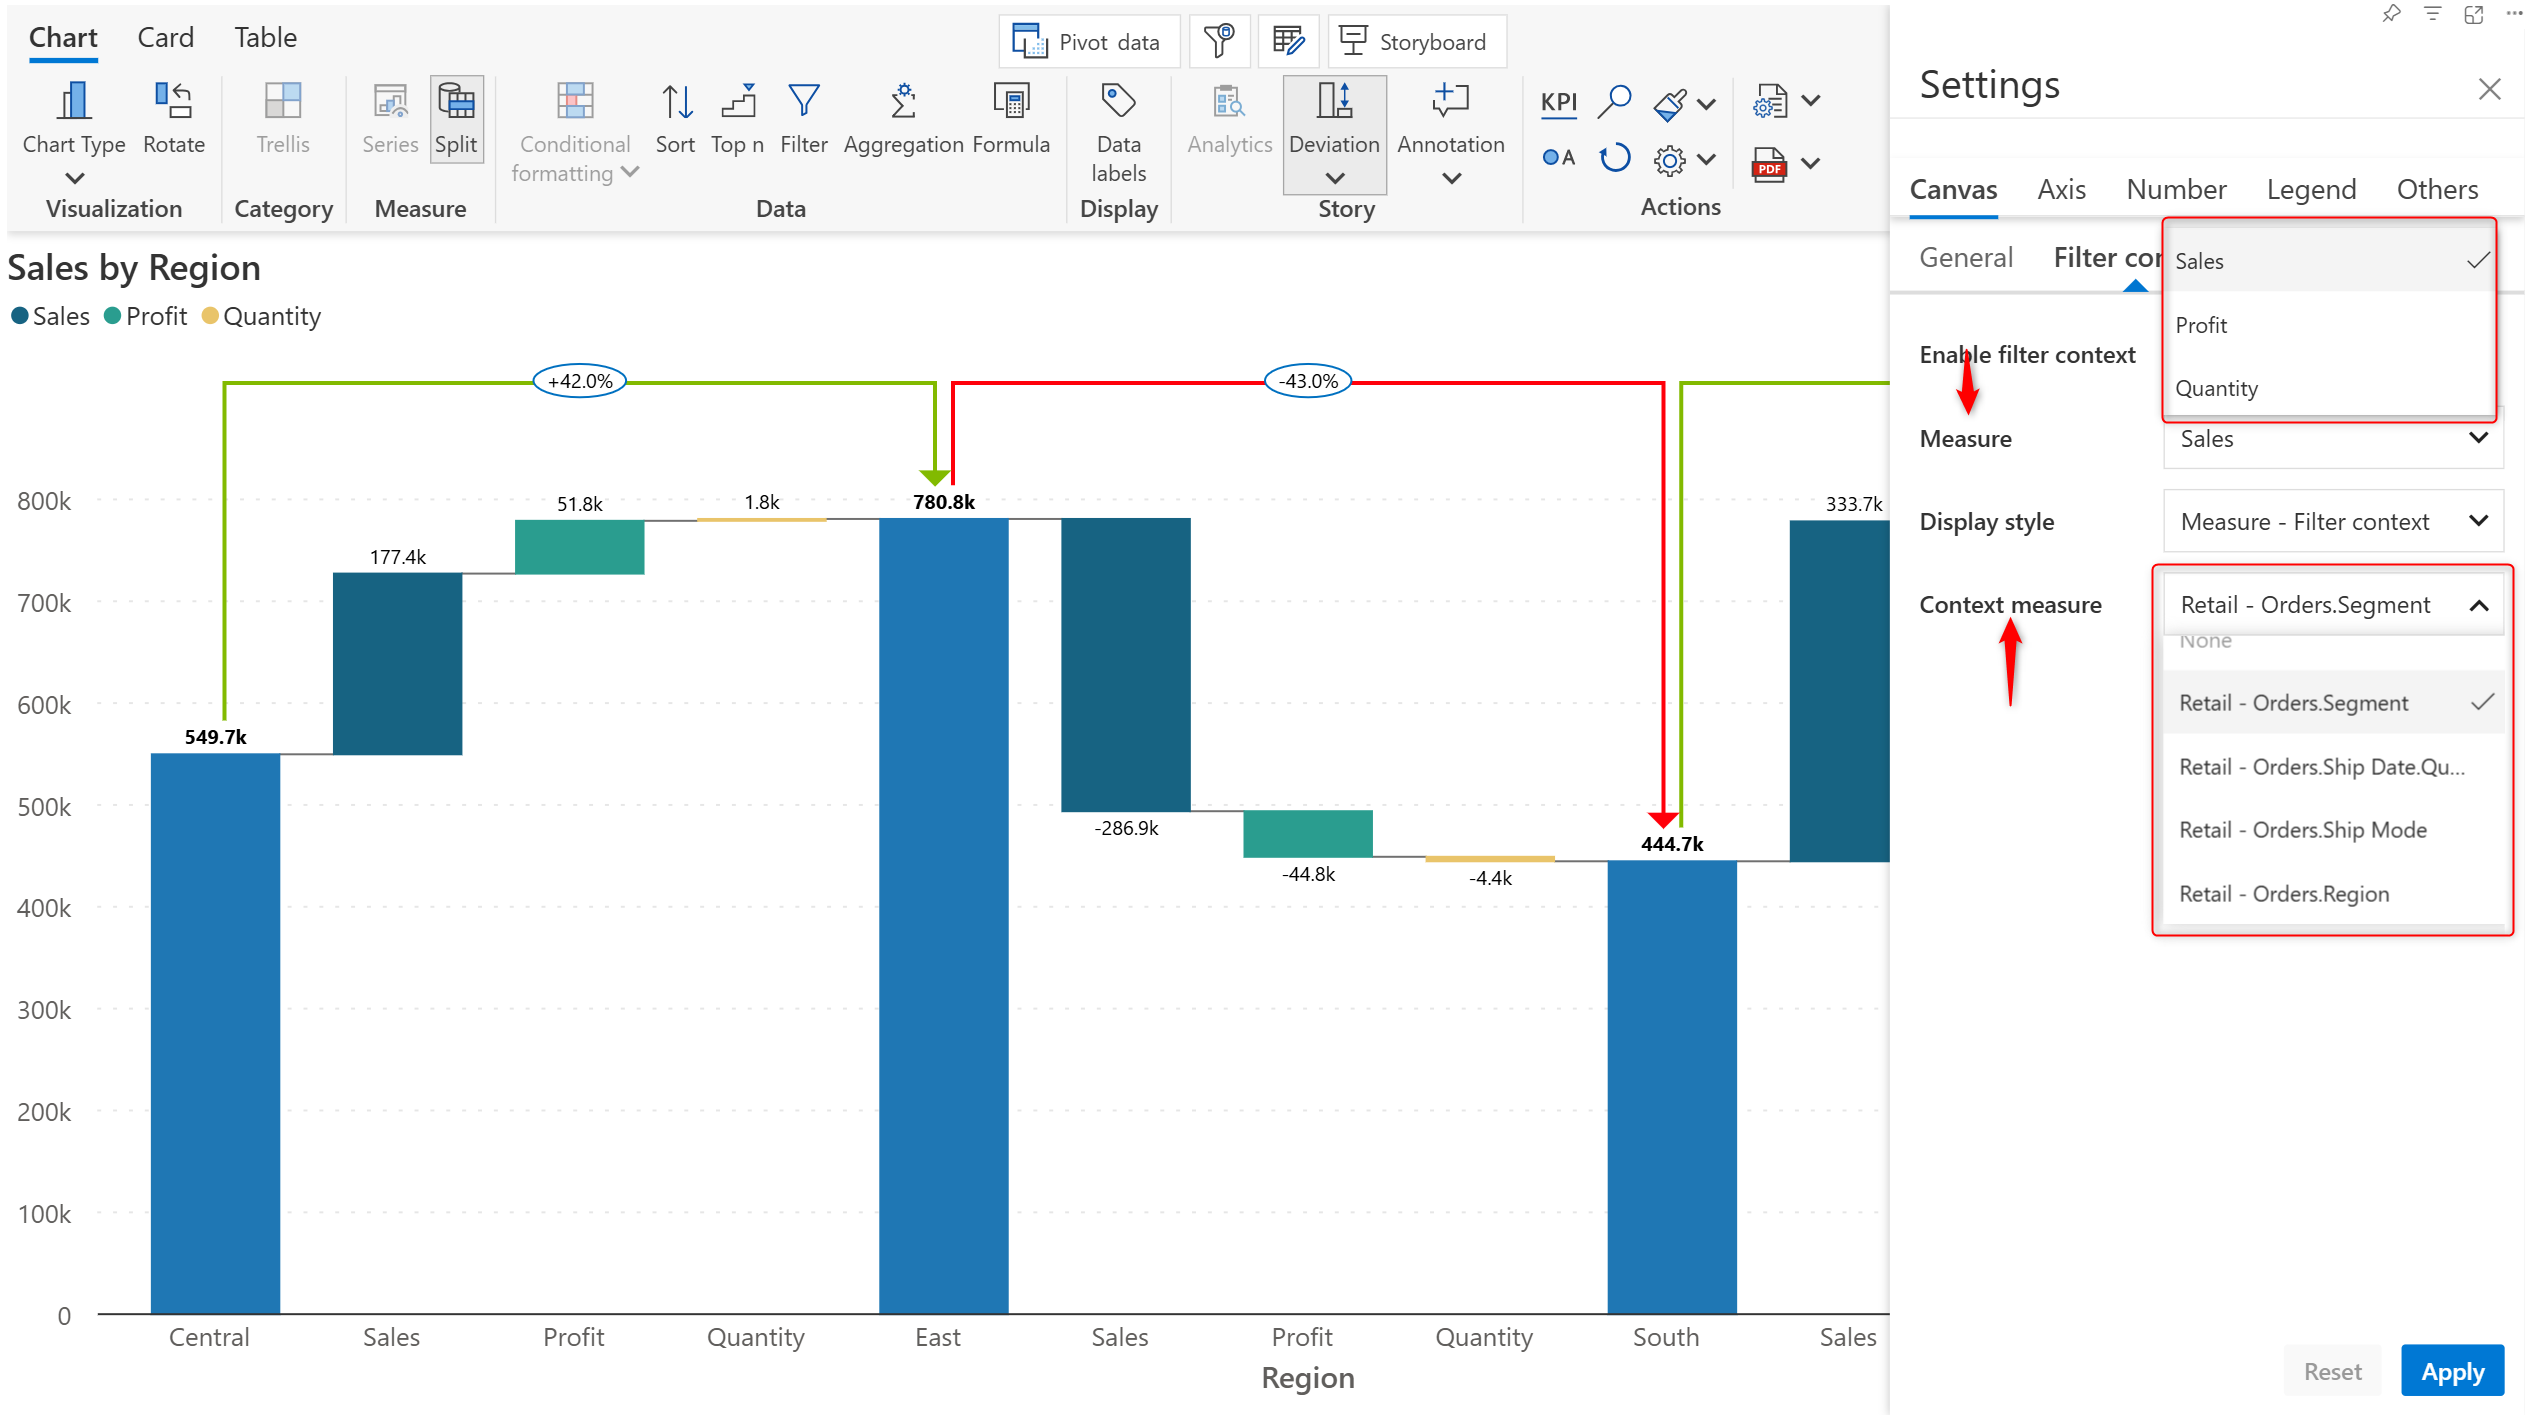 Chart Card Table
Pivot data
Storyboard
Chart Type
Rotate
Trellis
Series
Split
Conditional
formatting
Sort
Top n
Filter
Aggregation
Formula
Data
labels
Analytics
Deviation
Annotation
KPI
A
PDF
Visualization
Category
Measure
Data
Display
Story
Actions
Sales by Region
Sales Profit Quantity
+42.0%
-43.0%
800k
700k
600k
500k
400k
300k
200k
100k
0
549.7k
177.4k
51.8k
1.8k
780.8k
-286.9k
-44.8k
-4.4k
444.7k
333.7k
Central Sales Profit Quantity East Sales Profit Quantity South Sales
Region
Settings
Canvas Axis Number Legend Others
General Filter con
Sales
Profit
Quantity
Enable filter context
Measure Sales
Display style Measure - Filter context
Context measure Retail - Orders.Segment
None
Retail - Orders.Segment
Retail - Orders.Ship Date.Qu...
Retail - Orders.Ship Mode
Retail - Orders.Region
Reset Apply